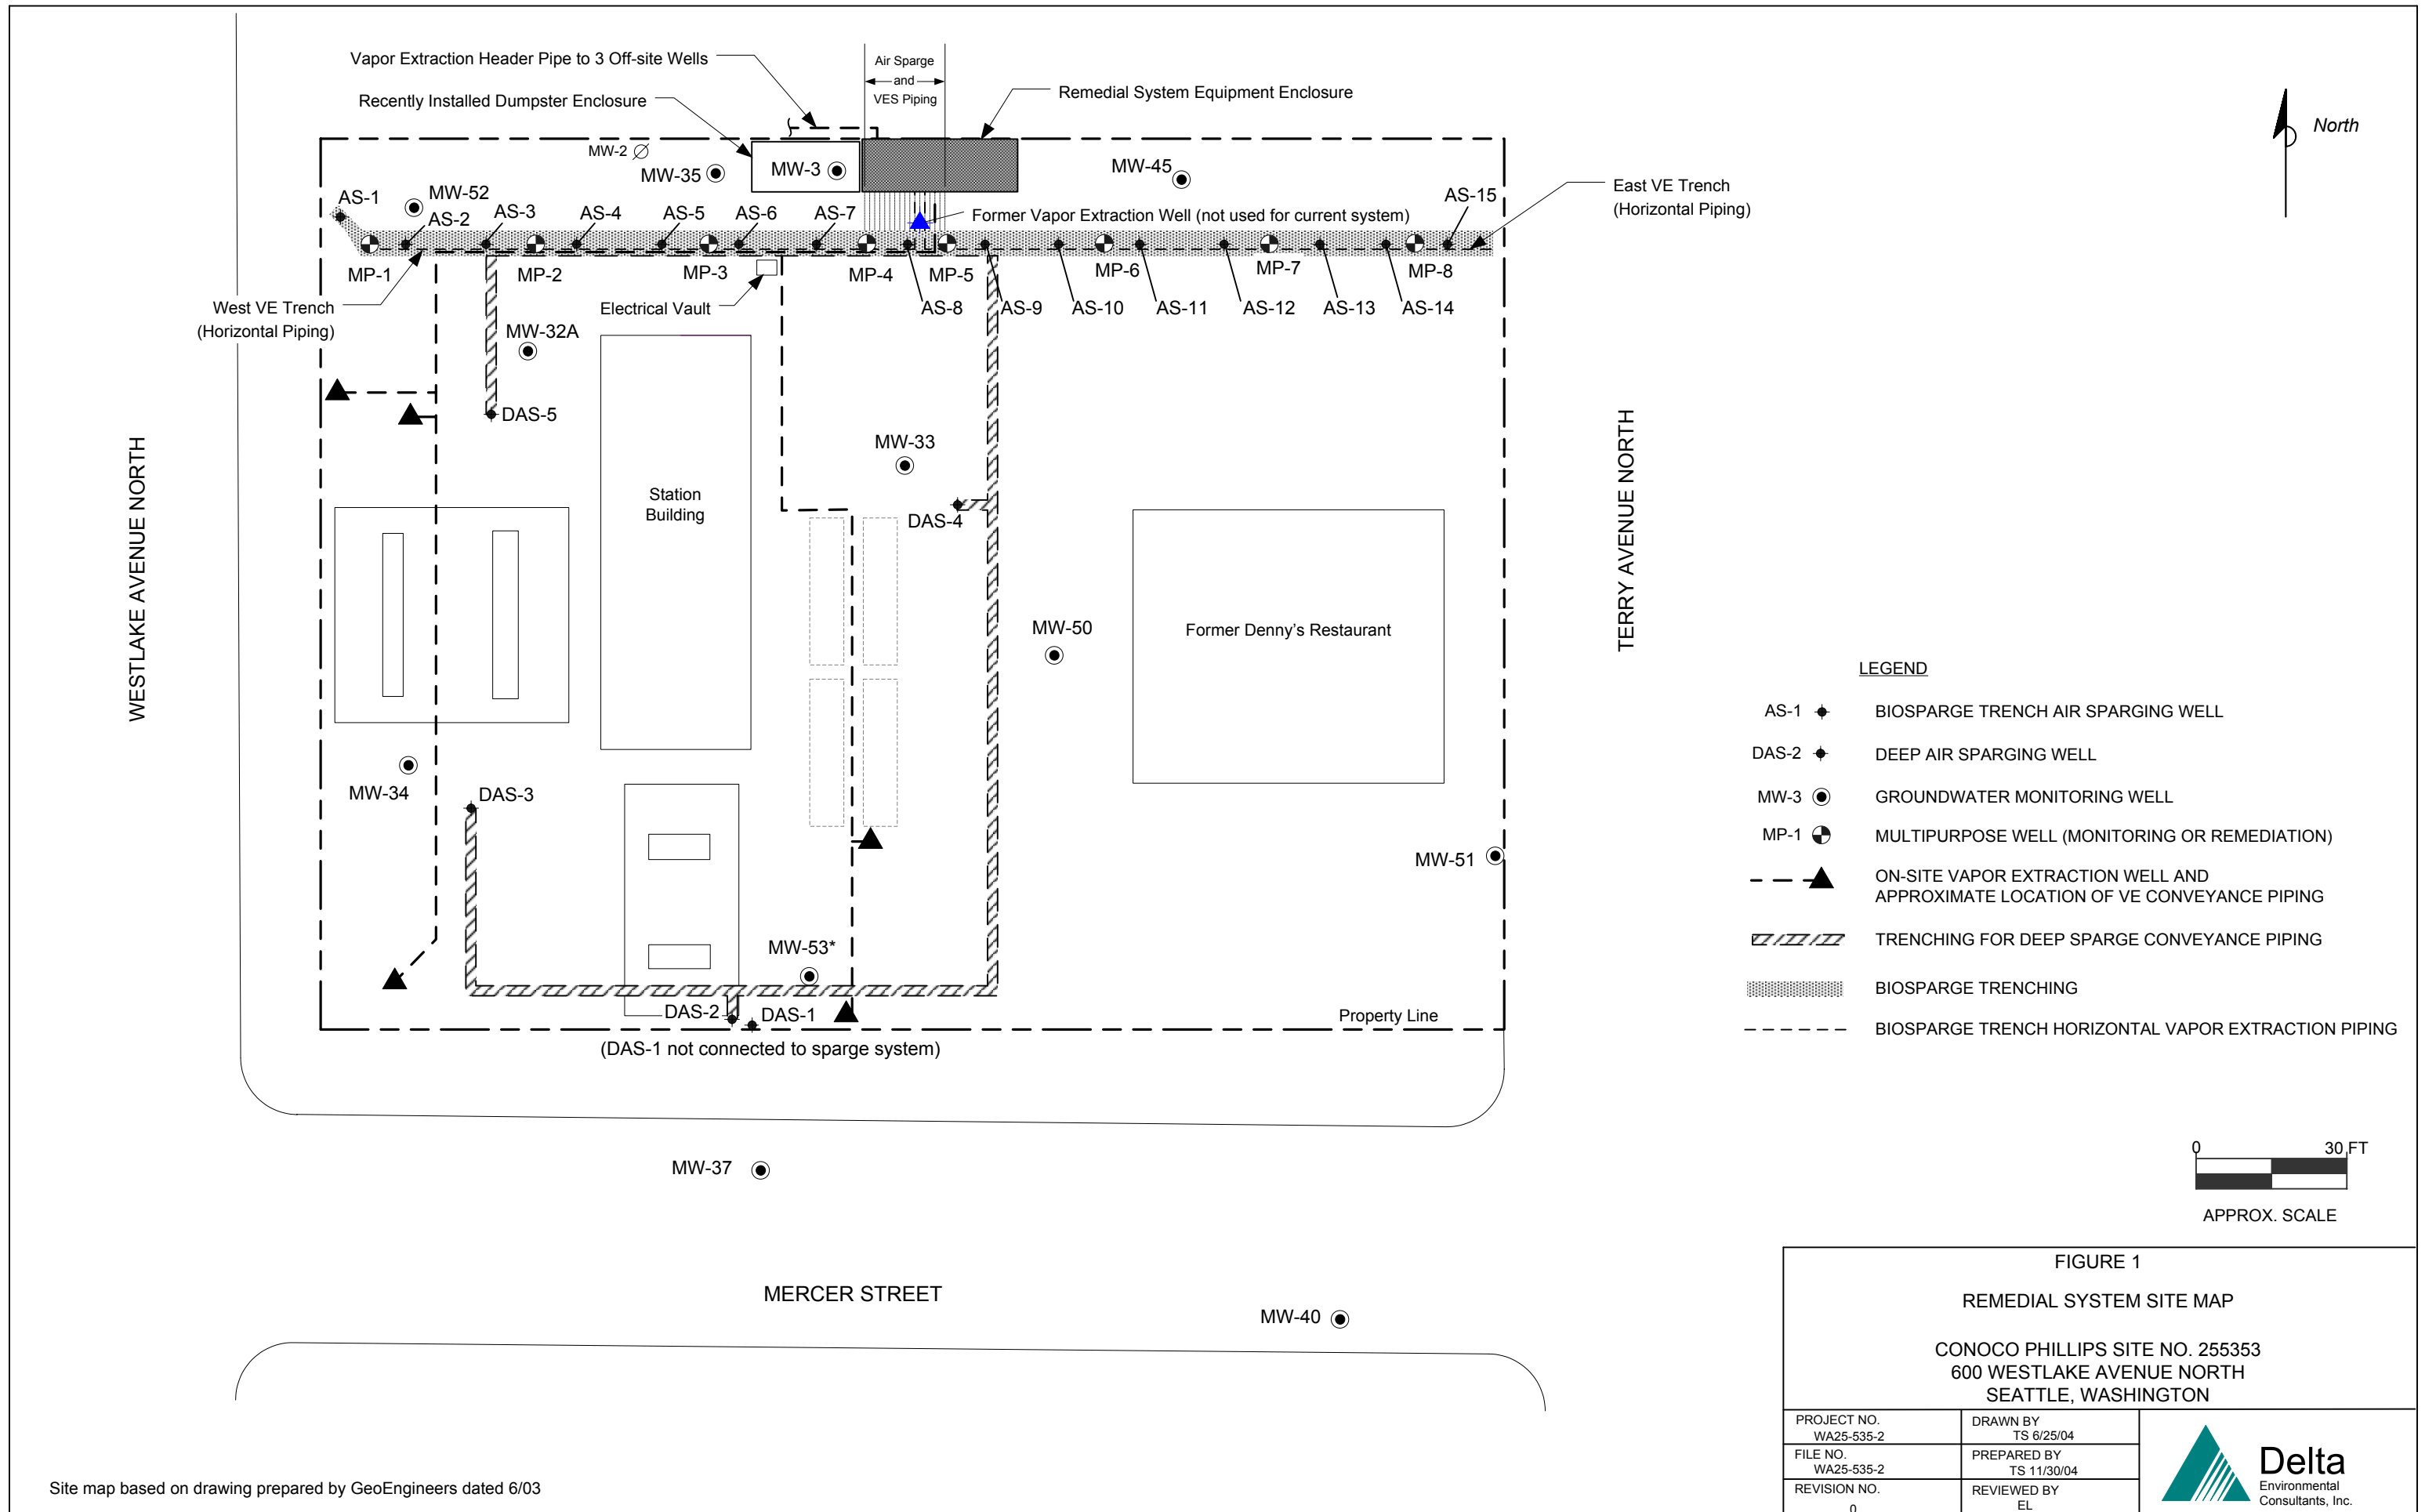 Vapor Extraction Header Pipe to 3 Off-site Wells
Air Sparge
and
VES Piping
Recently Installed Dumpster Enclosure
Remedial System Equipment Enclosure
North
MW-2
MW-35
MW-3
MW-45
East VE Trench
(Horizontal Piping)
AS-1
MW-52
AS-2
AS-3
AS-4
AS-5
AS-6
AS-7
Former Vapor Extraction Well (not used for current system)
AS-15
MP-1
MP-2
MP-3
MP-4
MP-5
MP-6
MP-7
MP-8
West VE Trench
(Horizontal Piping)
Electrical Vault
AS-8
AS-9
AS-10
AS-11
AS-12
AS-13
AS-14
MW-32A
DAS-5
MW-33
Station
Building
DAS-4
WESTLAKE AVENUE NORTH
TERRY AVENUE NORTH
MW-50
Former Denny's Restaurant
MW-34
DAS-3
MW-51
MW-53*
DAS-2
DAS-1
Property Line
(DAS-1 not connected to sparge system)
MW-37
MERCER STREET
MW-40
LEGEND
AS-1 BIOSPARGE TRENCH AIR SPARGING WELL
DAS-2 DEEP AIR SPARGING WELL
MW-3 GROUNDWATER MONITORING WELL
MP-1 MULTIPURPOSE WELL (MONITORING OR REMEDIATION)
ON-SITE VAPOR EXTRACTION WELL AND
APPROXIMATE LOCATION OF VE CONVEYANCE PIPING
TRENCHING FOR DEEP SPARGE CONVEYANCE PIPING
BIOSPARGE TRENCHING
BIOSPARGE TRENCH HORIZONTAL VAPOR EXTRACTION PIPING
0 30 FT
APPROX. SCALE
FIGURE 1
REMEDIAL SYSTEM SITE MAP
CONOCO PHILLIPS SITE NO. 255353
600 WESTLAKE AVENUE NORTH
SEATTLE, WASHINGTON
PROJECT NO.
WA25-535-2
DRAWN BY
TS 6/25/04
FILE NO.
WA25-535-2
PREPARED BY
TS 11/30/04
REVISION NO.
0
REVIEWED BY
EL
Delta
Environmental
Consultants, Inc.
Site map based on drawing prepared by GeoEngineers dated 6/03